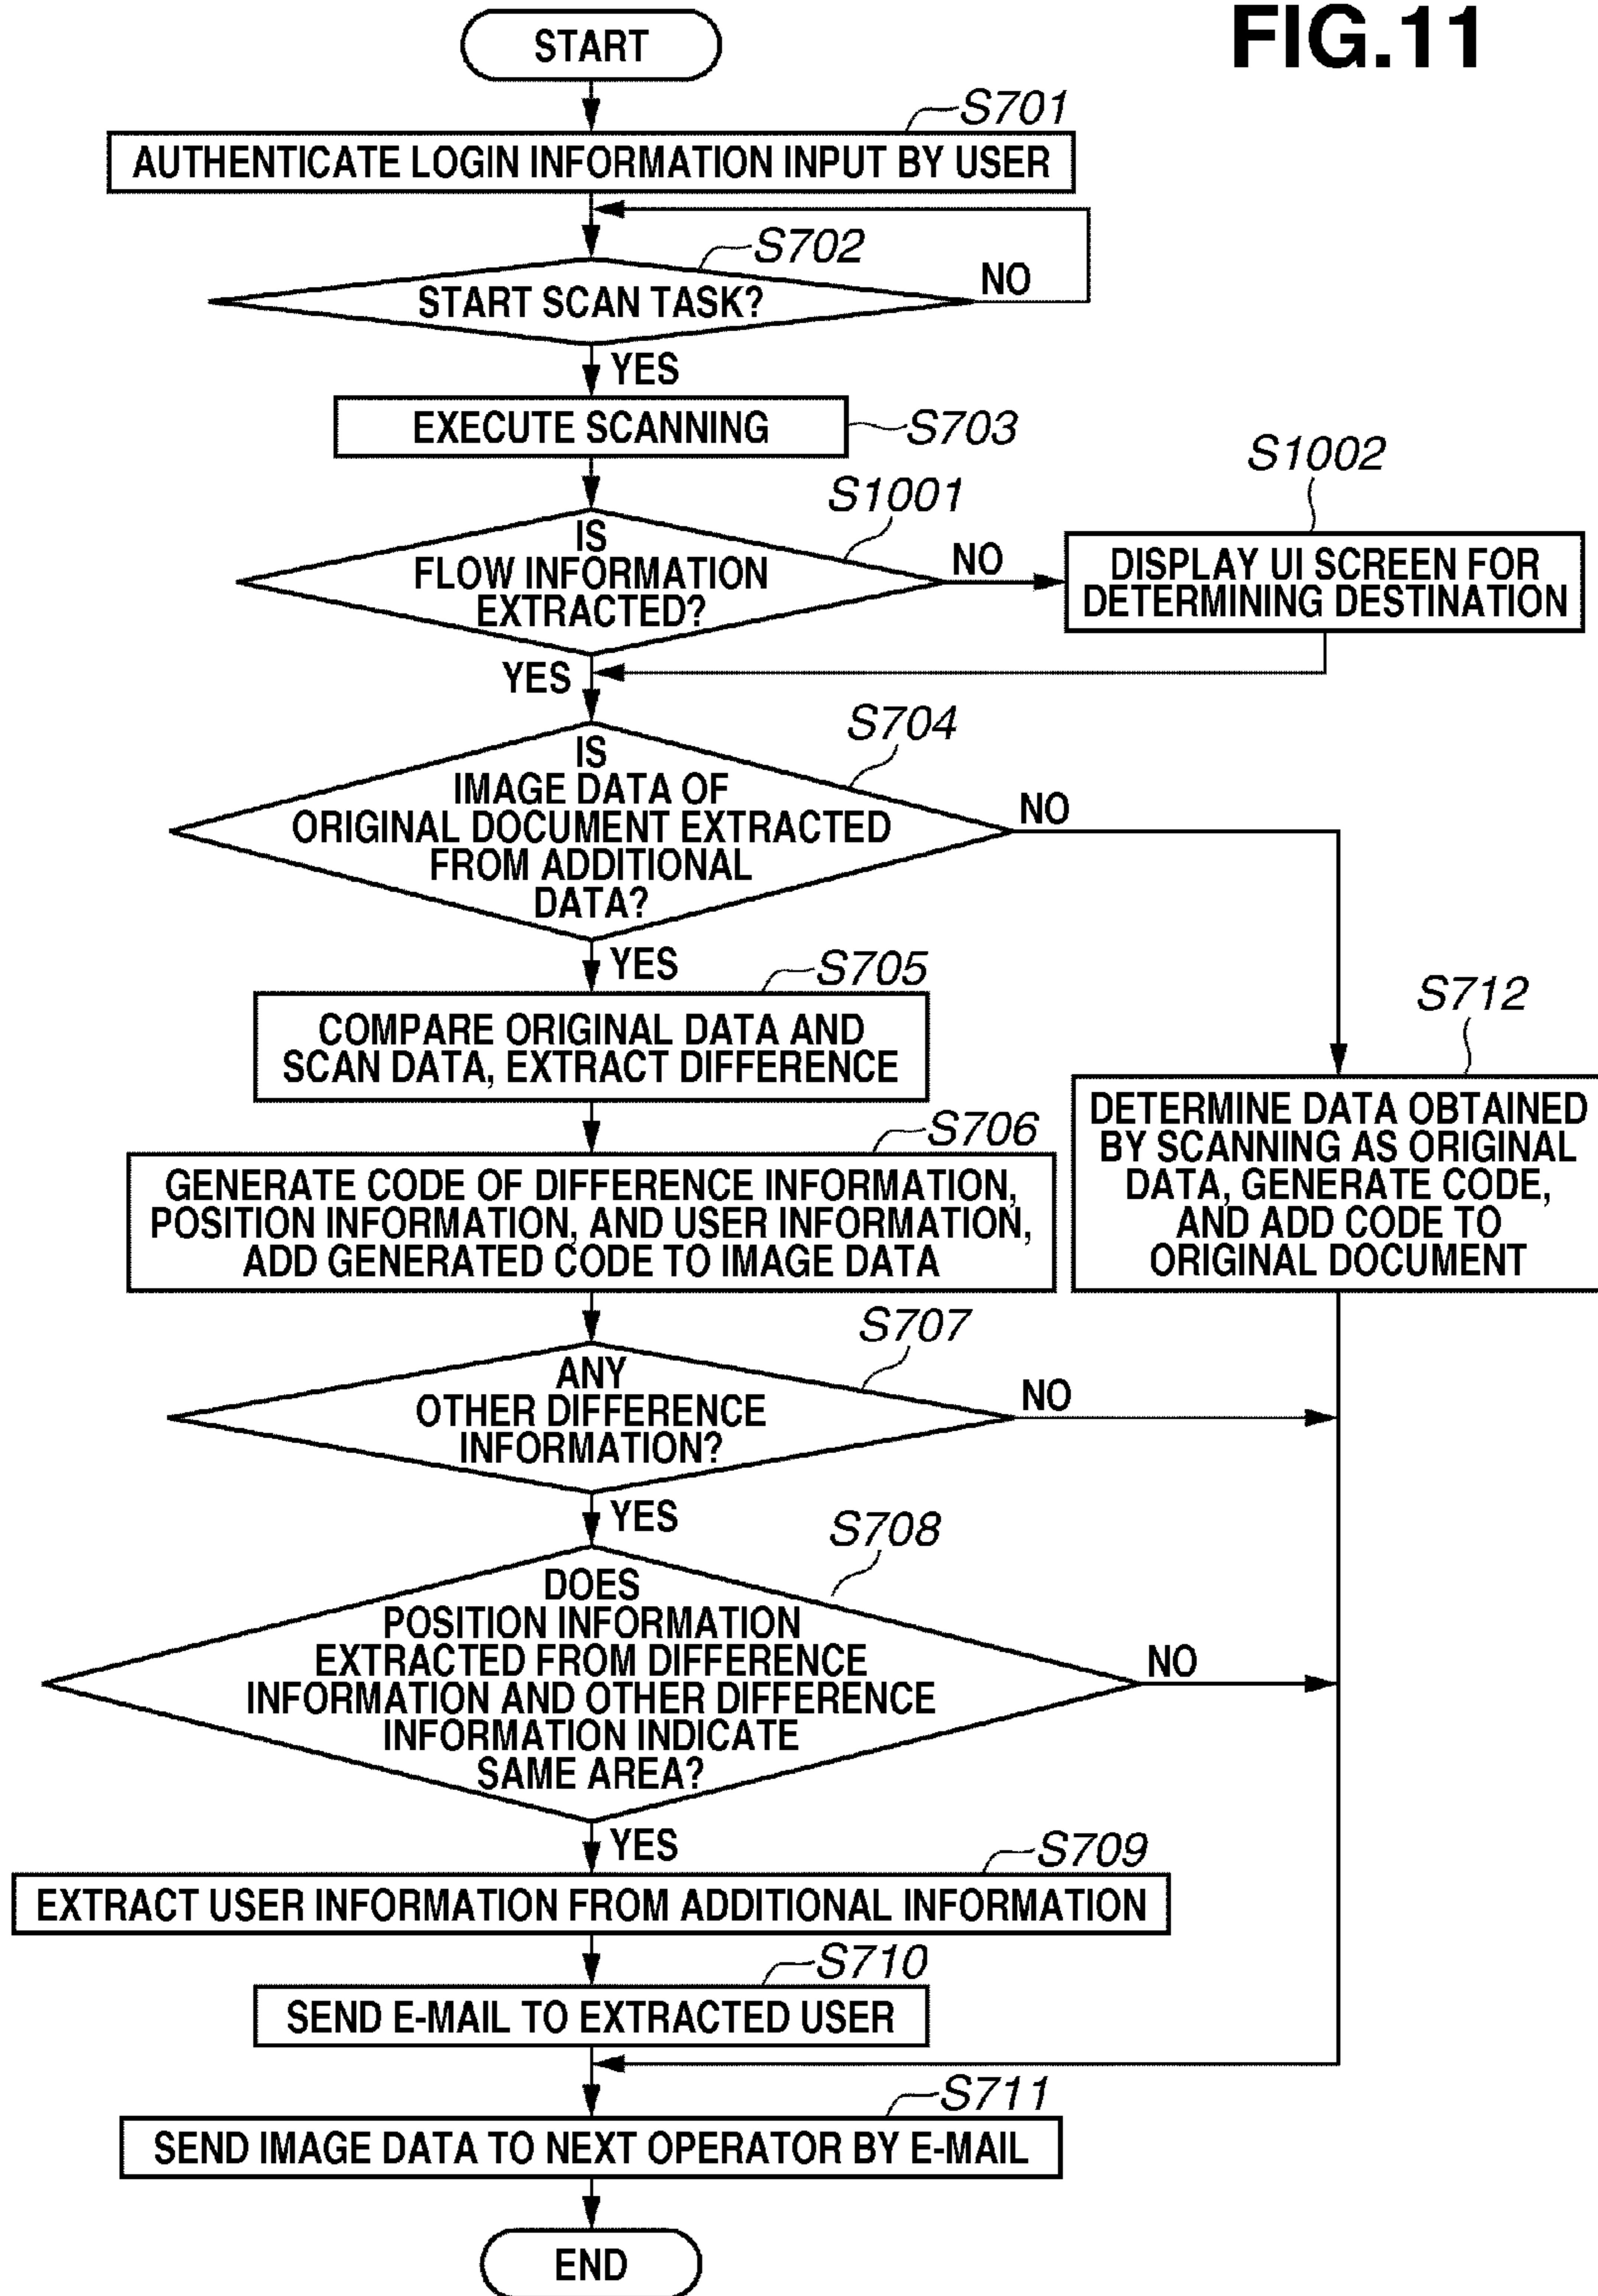 FIG.11
START
S701
AUTHENTICATE LOGIN INFORMATION INPUT BY USER
S702
START SCAN TASK?
NO
YES
EXECUTE SCANNING
S703
S1001
IS
FLOW INFORMATION
EXTRACTED?
NO
S1002
DISPLAY UI SCREEN FOR
DETERMINING DESTINATION
YES
S704
IS
IMAGE DATA OF
ORIGINAL DOCUMENT EXTRACTED
FROM ADDITIONAL
DATA?
NO
YES
S705
COMPARE ORIGINAL DATA AND
SCAN DATA, EXTRACT DIFFERENCE
S712
DETERMINE DATA OBTAINED
BY SCANNING AS ORIGINAL
DATA, GENERATE CODE,
AND ADD CODE TO
ORIGINAL DOCUMENT
S706
GENERATE CODE OF DIFFERENCE INFORMATION,
POSITION INFORMATION, AND USER INFORMATION,
ADD GENERATED CODE TO IMAGE DATA
S707
ANY
OTHER DIFFERENCE
INFORMATION?
NO
YES
S708
DOES
POSITION INFORMATION
EXTRACTED FROM DIFFERENCE
INFORMATION AND OTHER DIFFERENCE
INFORMATION INDICATE
SAME AREA?
NO
YES
S709
EXTRACT USER INFORMATION FROM ADDITIONAL INFORMATION
S710
SEND E-MAIL TO EXTRACTED USER
S711
SEND IMAGE DATA TO NEXT OPERATOR BY E-MAIL
END